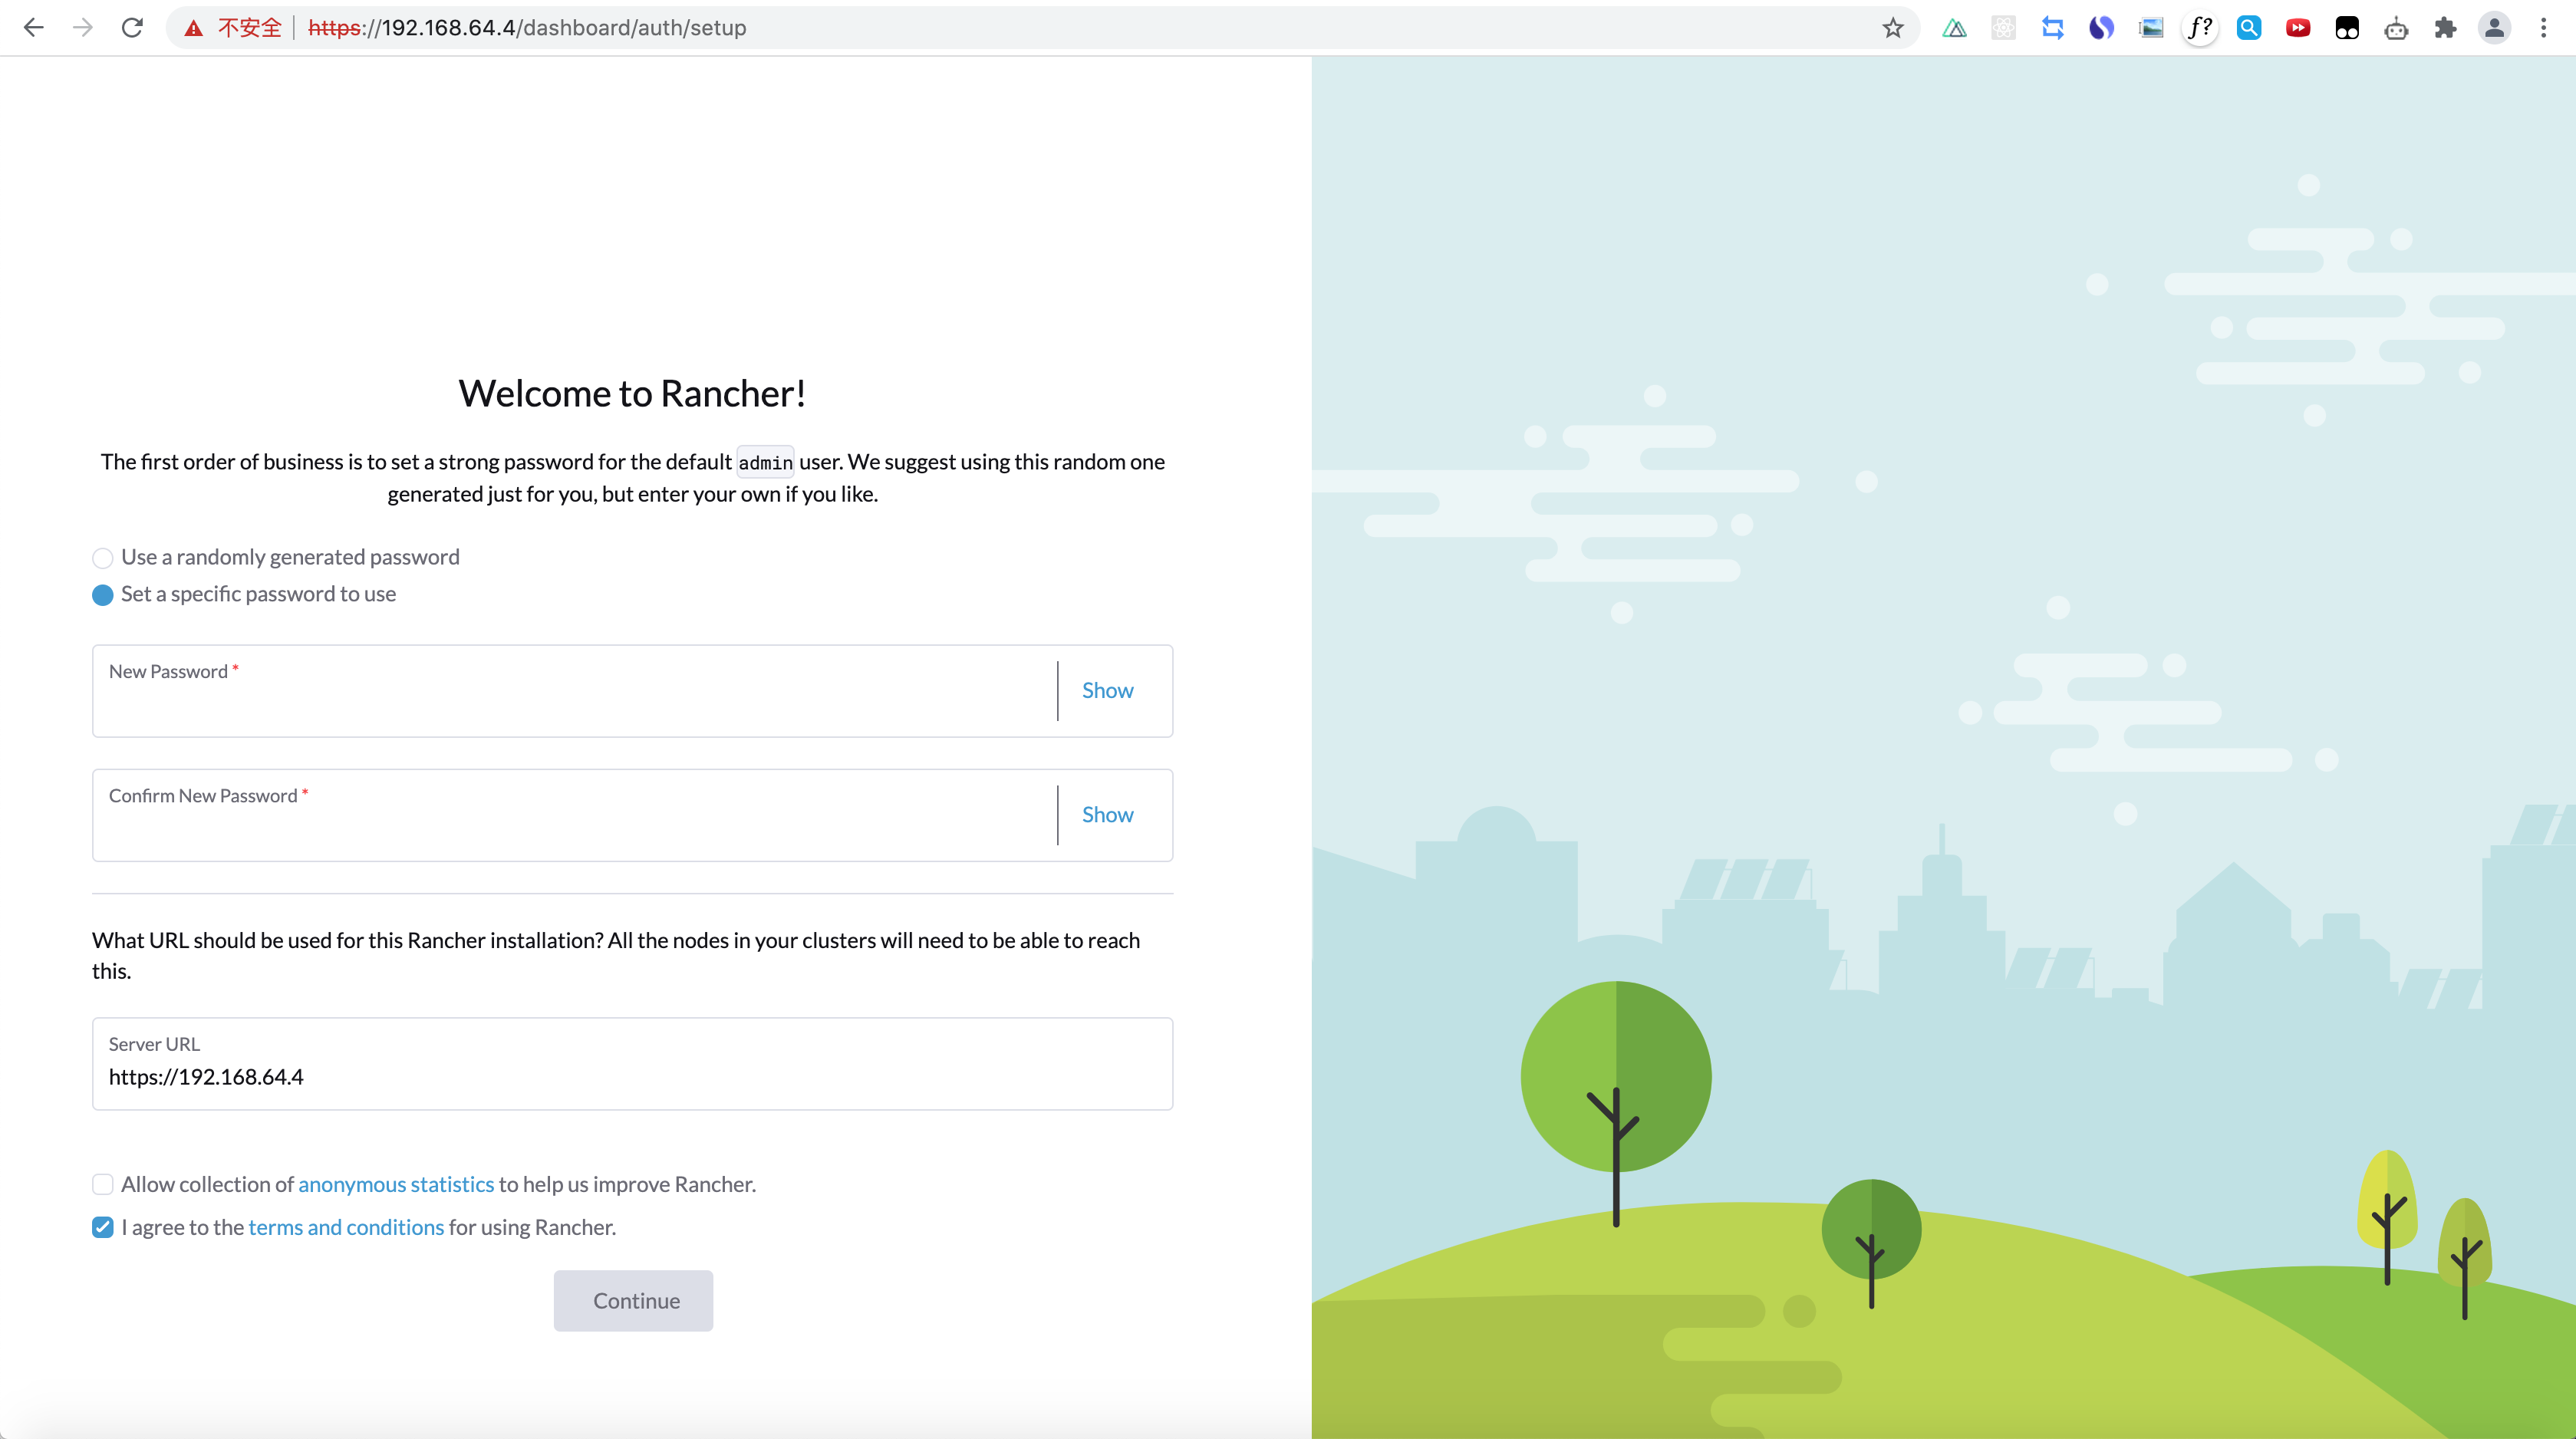 不安全 https://192.168.64.4/dashboard/auth/setup
f?
Welcome to Rancher!
The first order of business is to set a strong password for the default admin user. We suggest using this random one
generated just for you, but enter your own if you like.
Use a randomly generated password
Set a specific password to use
New Password *
Show
Confirm New Password *
Show
What URL should be used for this Rancher installation? All the nodes in your clusters will need to be able to reach
this.
Server URL
https://192.168.64.4
Allow collection of anonymous statistics to help us improve Rancher.
I agree to the terms and conditions for using Rancher.
Continue